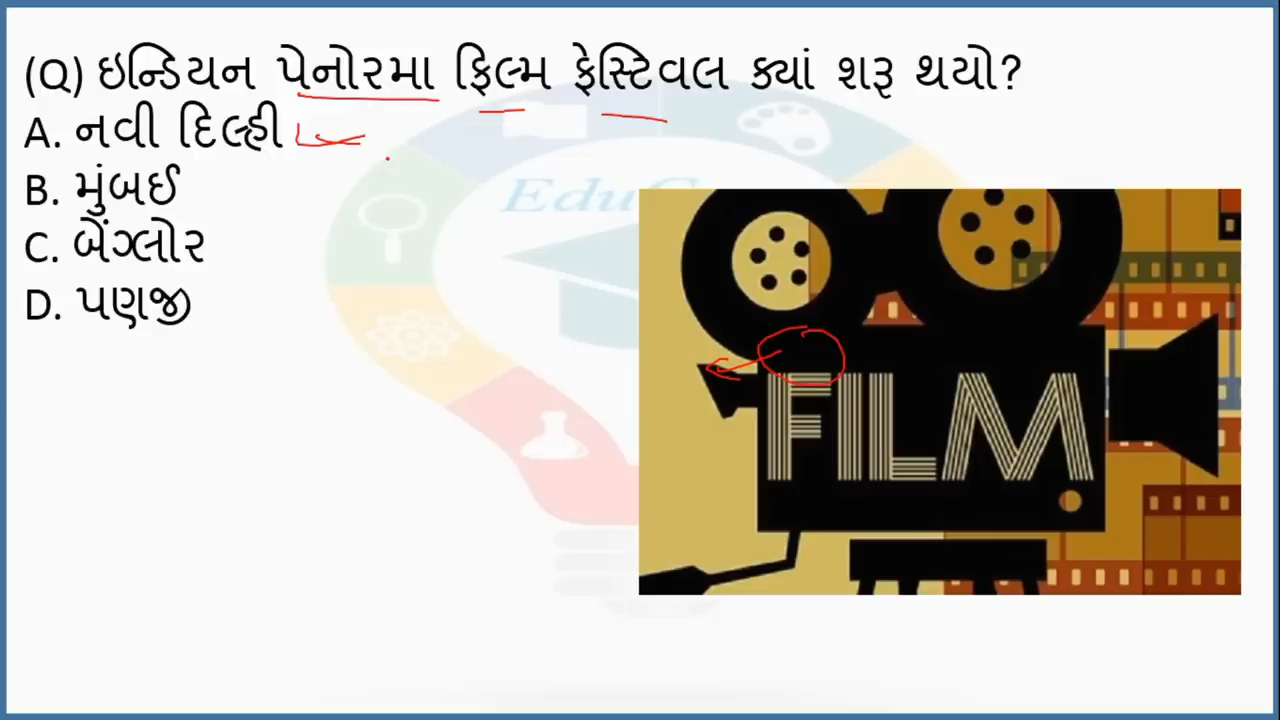 (Q) ઇન્ડિયન પેનોરમા ફિલ્મ ફેસ્ટિવલ ક્યાં શરૂ થયો?
A. નવી દિલ્હી
B. મુંબઈ
C. બેંગ્લોર
D. પણજી
FILM